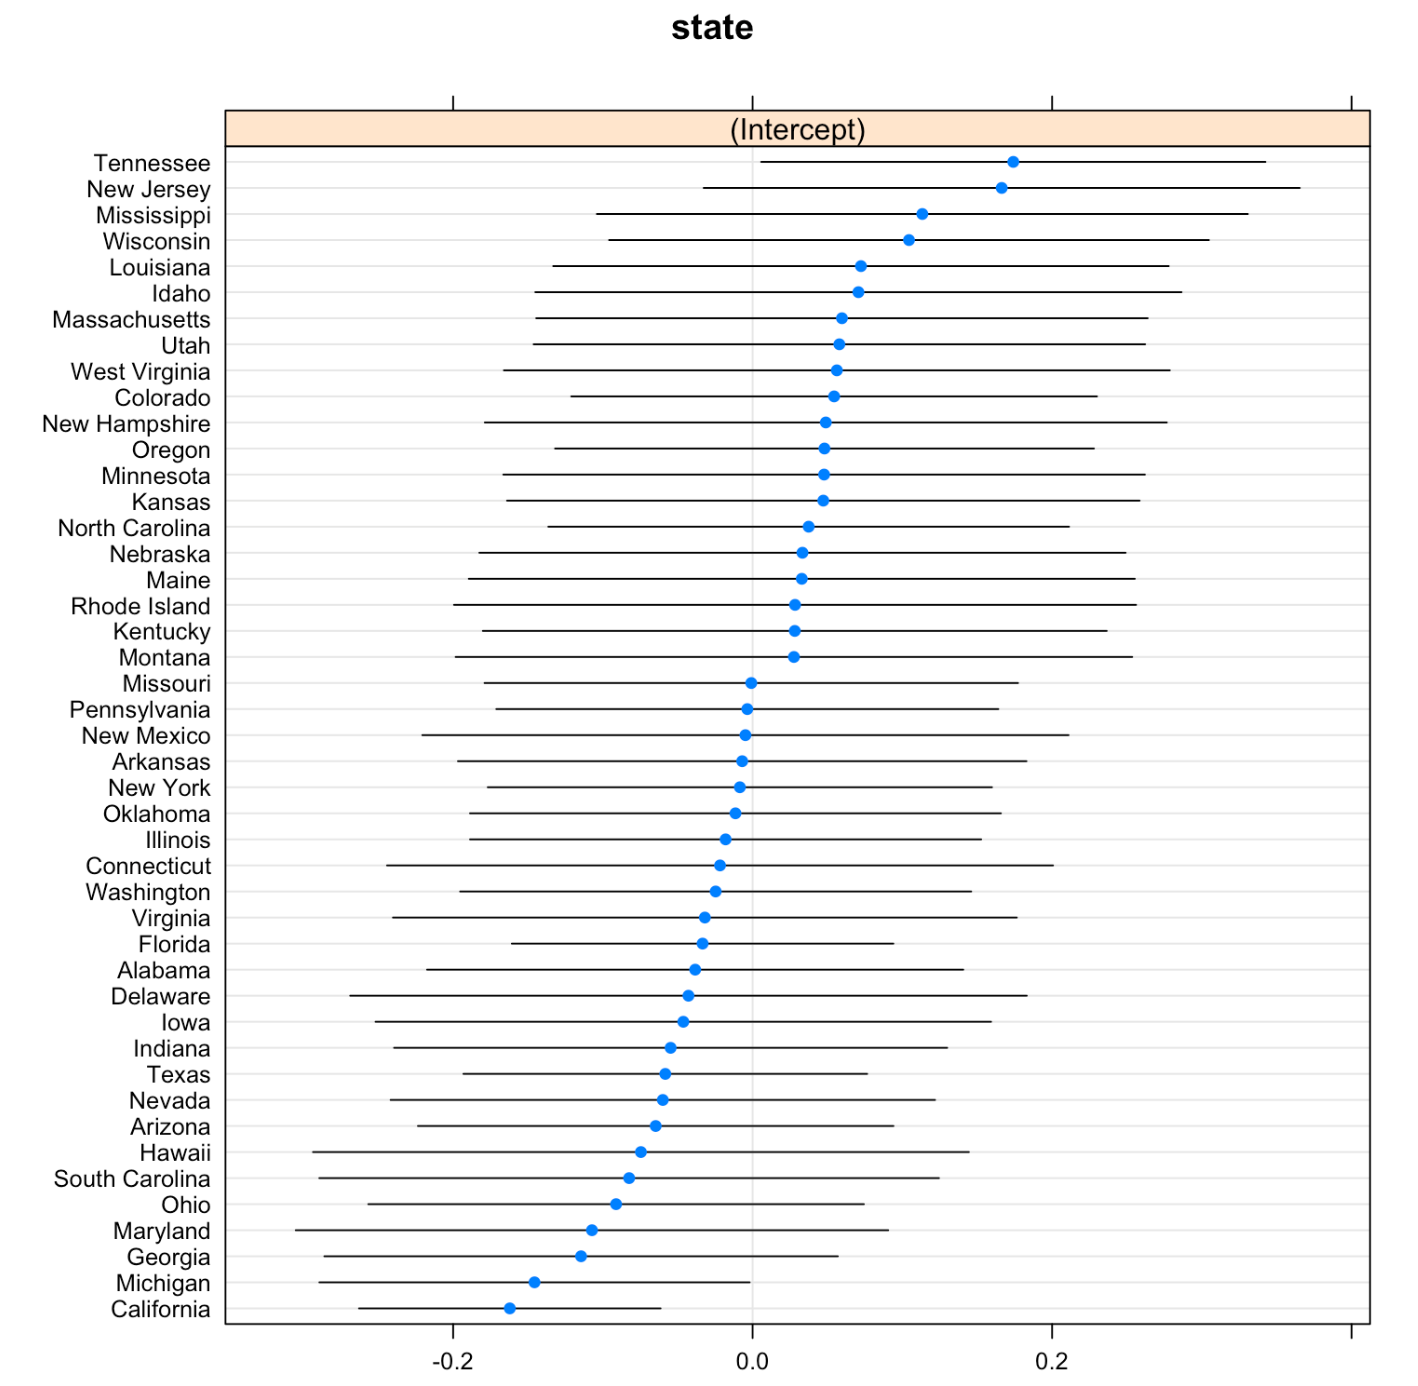 state
(Intercept)
Tennessee
New Jersey
Mississippi
Wisconsin
Louisiana
Idaho
Massachusetts
Utah
West Virginia
Colorado
New Hampshire
Oregon
Minnesota
Kansas
North Carolina
Nebraska
Maine
Rhode Island
Kentucky
Montana
Missouri
Pennsylvania
New Mexico
Arkansas
New York
Oklahoma
Illinois
Connecticut
Washington
Virginia
Florida
Alabama
Delaware
Iowa
Indiana
Texas
Nevada
Arizona
Hawaii
South Carolina
Ohio
Maryland
Georgia
Michigan
California
-0.2 0.0 0.2